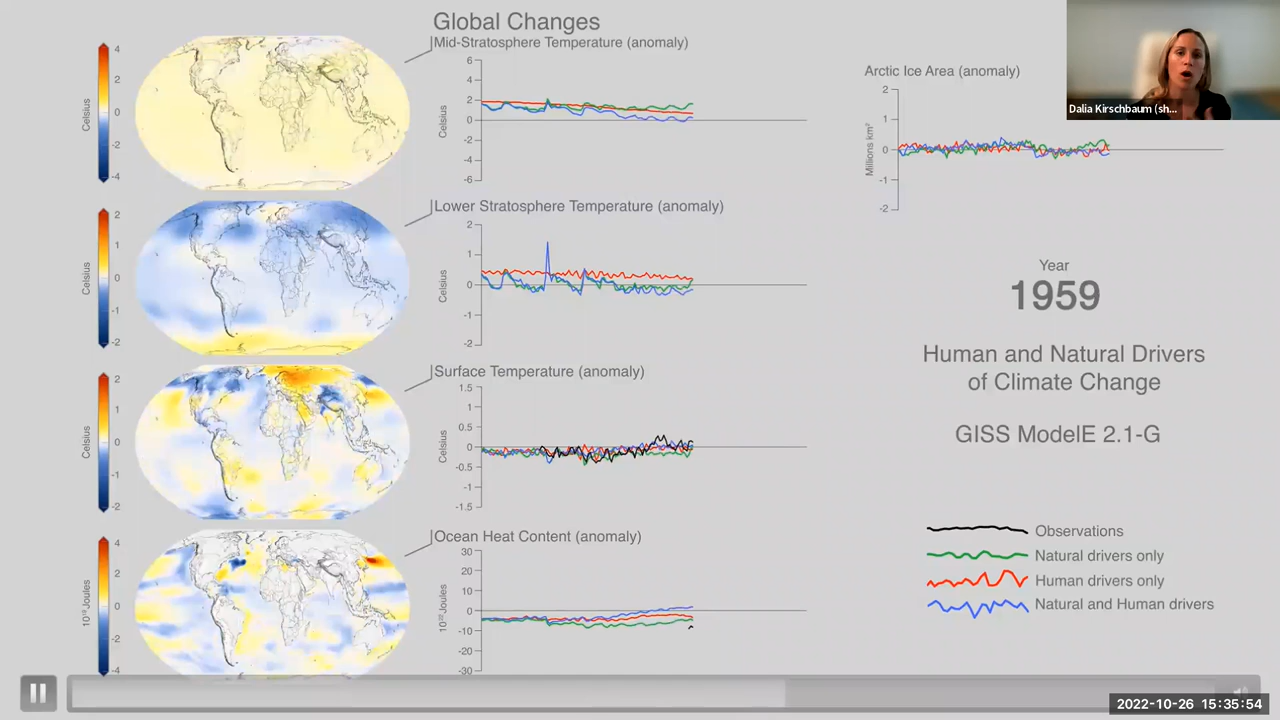 Global Changes
Mid-Stratosphere Temperature (anomaly)
4
2
0
-2
-4
Celsius
6
4
2
0
-2
-4
-6
Celsius
Lower Stratosphere Temperature (anomaly)
2
1
0
-1
-2
Celsius
2
1
0
-1
-2
Celsius
Surface Temperature (anomaly)
2
1
0
-1
-2
Celsius
1.5
1
0.5
0
-0.5
-1
-1.5
Celsius
Ocean Heat Content (anomaly)
4
2
0
-2
-4
10¹⁹ Joules
30
20
10
0
-10
-20
-30
10²² Joules
Arctic Ice Area (anomaly)
2
1
0
-1
-2
Millions km²
Dalia Kirschbaum (sh...
Year
1959
Human and Natural Drivers
of Climate Change
GISS ModelE 2.1-G
Observations
Natural drivers only
Human drivers only
Natural and Human drivers
2022-10-26 15:35:54